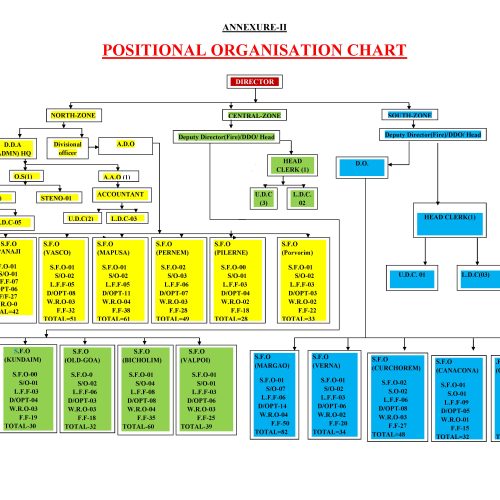 ANNEXURE-II
POSITIONAL ORGANISATION CHART
DIRECTOR
NORTH-ZONE
CENTRAL-ZONE
SOUTH-ZONE
D.D.A
ADMN) HQ
Divisional
officer
A.D.O
Deputy Director(Fire)/DDO/ Head
Deputy Director(Fire)/DDO/ Head
O.S(1)
A.A.O (1)
HEAD
CLERK (1)
D.O.
STENO-01
ACCOUNTANT
U.D.C
(3)
L.D.C.
02
L.D.C-05
U.D.C(2)
L.D.C-03
HEAD CLERK(1)
U.D.C. 01
L.D.C(03)
S.F.O
PANAJI
S.F.O-01
S/O-01
F.F-07
OPT-06
F/F-27
W.R.O-0
TOTAL=42
S.F.O
(VASCO)
S.F.O-01
S/O-02
L.F.F-05
D/OPT-08
W.R.O-03
F.F-32
TOTAL=51
S.F.O
(MAPUSA)
S.F.O-01
S/O-02
L.F.F-05
D/OPT-11
W.R.O-04
F.F-38
TOTAL=61
S.F.O
(PERNEM)
S.F.O-02
S/O-03
L.F.F-06
D/OPT-07
W.R.O-03
F.F-28
TOTAL=49
S.F.O
(PILERNE)
S.F.O-01
S/O-02
L.F.F-03
D/OPT-04
W.R.O-02
F.F-18
TOTAL=28
S.F.O
(Porvorim)
S.F.O-01
S/O-02
L.F.F-03
D/OPT-03
W.R.O-02
F.F-22
TOTAL=33
S.F.O
(KUNDAIM)
S.F.O-00
S/O-01
L.F.F-03
D/OPT-04
W.R.O-03
F.F-19
TOTAL-30
S.F.O
(OLD-GOA)
S.F.O-0
S/O-02
L.F.F-03
D/OPT-06
W.R.O-03
F.F-18
TOTAL-32
S.F.O
(BICHOLIM)
S.F.O-01
S/O-04
L.F.F-08
D/OPT-08
W.R.O-04
F.F-35
TOTAL-60
S.F.O
(VALPOI)
S.F.O-01
S/O-02
L.F.F-03
D/OPT-05
W.R.O-03
F.F-25
TOTAL-39
S.F.O
(MARGAO)
S.F.O-01
S/O-07
L.F.F-06
D/OPT-14
W.R.O-04
F.F-50
TOTAL=82
S.F.O
(VERNA)
S.F.O-01
S/O-02
L.F.F-03
D/OPT-06
W.R.O-02
F.F-20
TOTAL=34
S.F.O
(CURCHOREM)
S.F.O-02
S.O-02
L.F.F-06
D/OPT-08
W.R.O-03
F.F-27
TOTAL=48
S.F.O
(CANACONA)
S.F.O-01
S.O-01
L.F.F-09
D/OPT-05
W.R.O-01
F.F-15
TOTAL=32